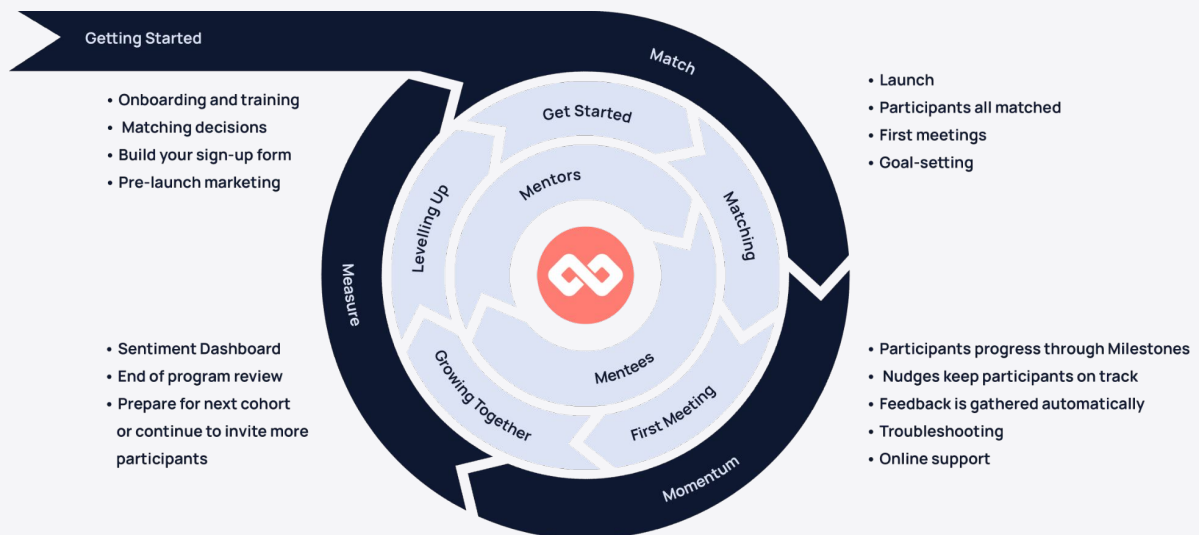 Getting Started
• Onboarding and training
• Matching decisions
• Build your sign-up form
• Pre-launch marketing
Match
• Launch
• Participants all matched
• First meetings
• Goal-setting
Get Started
Matching
First Meeting
Growing Together
Levelling Up
Mentors
Mentees
Momentum
• Participants progress through Milestones
• Nudges keep participants on track
• Feedback is gathered automatically
• Troubleshooting
• Online support
Measure
• Sentiment Dashboard
• End of program review
• Prepare for next cohort
or continue to invite more
participants